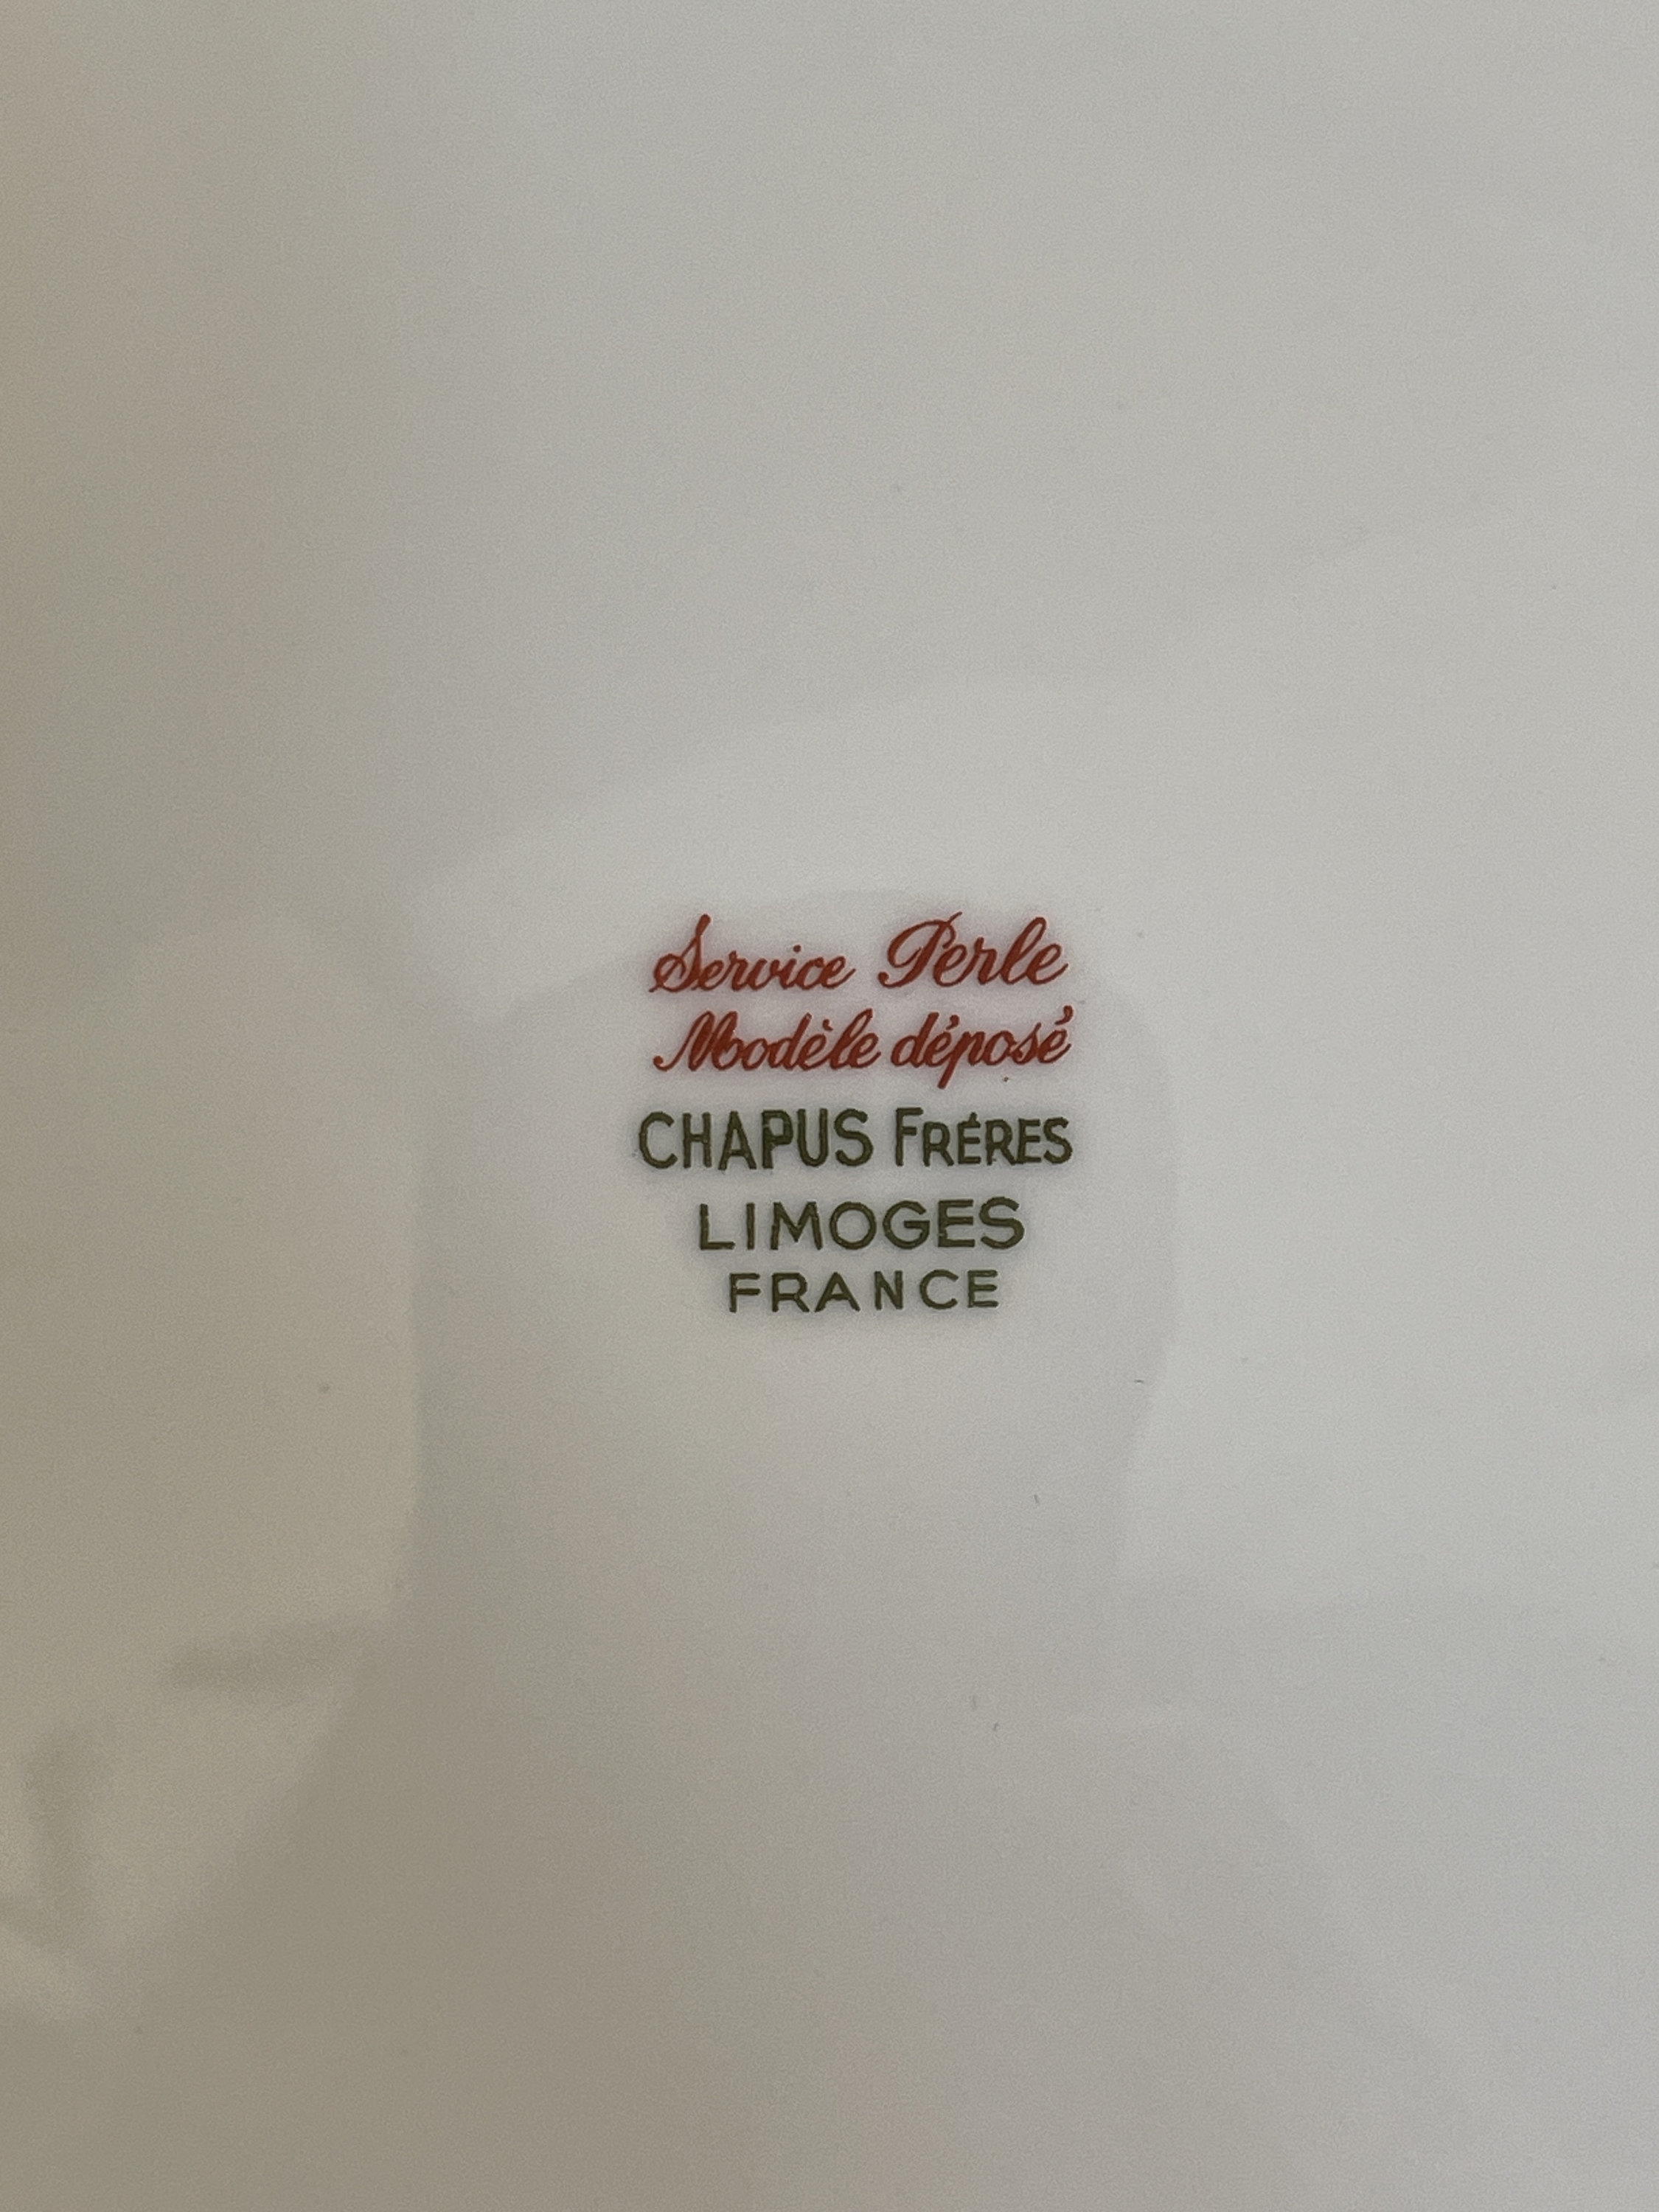 Service Perle
Modèle déposé
CHAPUS FRÉRES
LIMOGES
FRANCE